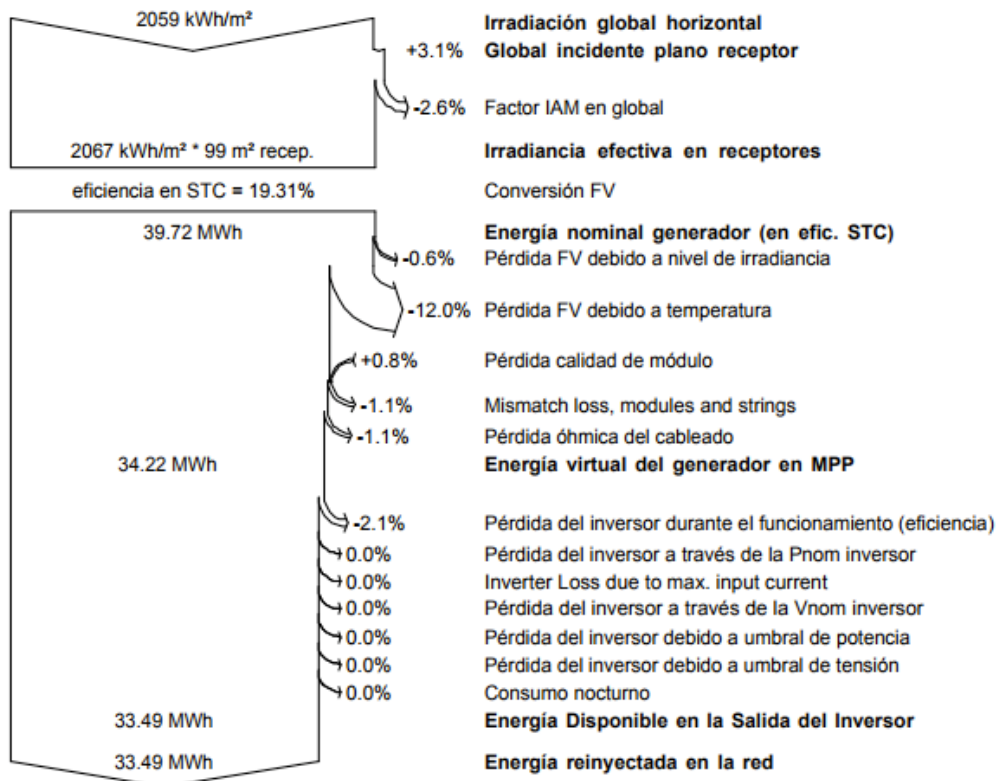 2059 kWh/m² Irradiación global horizontal
+3.1% Global incidente plano receptor
-2.6% Factor IAM en global
2067 kWh/m² * 99 m² recep. Irradiancia efectiva en receptores
eficiencia en STC = 19.31% Conversión FV
39.72 MWh Energía nominal generador (en efic. STC)
-0.6% Pérdida FV debido a nivel de irradiancia
-12.0% Pérdida FV debido a temperatura
+0.8% Pérdida calidad de módulo
-1.1% Mismatch loss, modules and strings
-1.1% Pérdida óhmica del cableado
34.22 MWh Energía virtual del generador en MPP
-2.1% Pérdida del inversor durante el funcionamiento (eficiencia)
0.0% Pérdida del inversor a través de la Pnom inversor
0.0% Inverter Loss due to max. input current
0.0% Pérdida del inversor a través de la Vnom inversor
0.0% Pérdida del inversor debido a umbral de potencia
0.0% Pérdida del inversor debido a umbral de tensión
0.0% Consumo nocturno
33.49 MWh Energía Disponible en la Salida del Inversor
33.49 MWh Energía reinyectada en la red